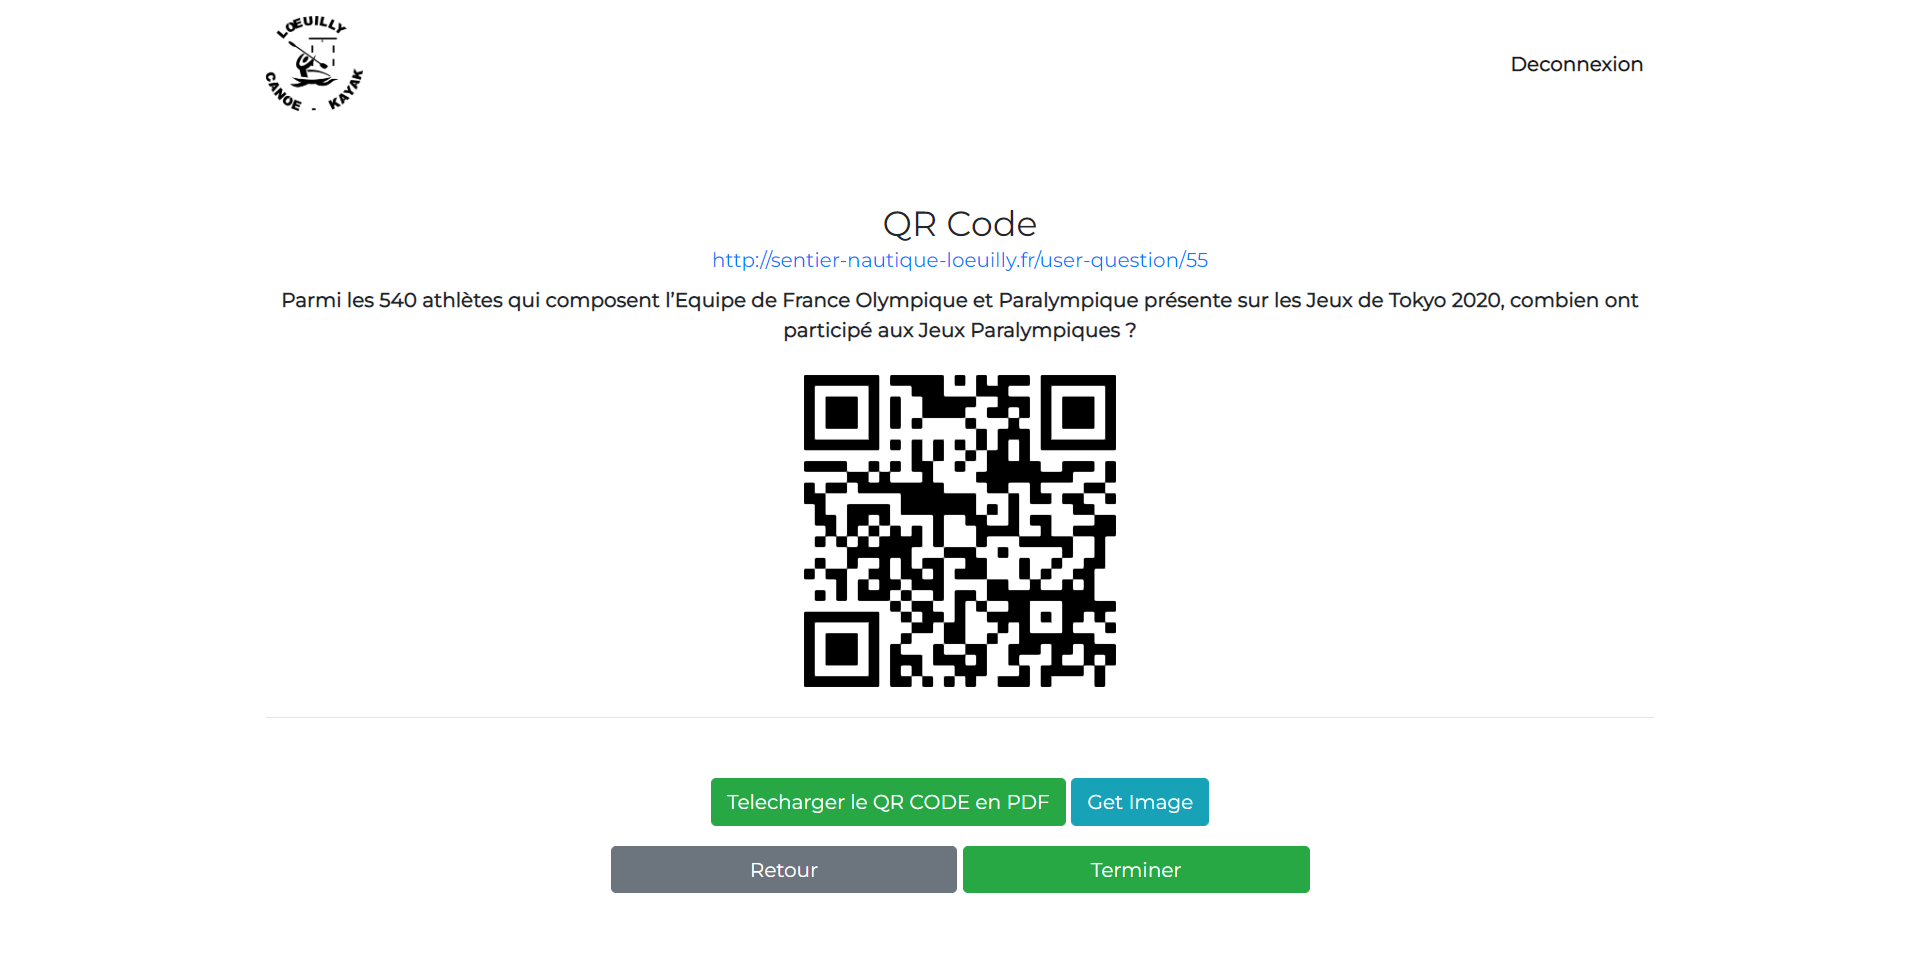 LŒUILLY
CANOE - KAYAK
Deconnexion
QR Code
http://sentier-nautique-loeuilly.fr/user-question/55
Parmi les 540 athlètes qui composent l’Equipe de France Olympique et Paralympique présente sur les Jeux de Tokyo 2020, combien ont
participé aux Jeux Paralympiques ?
Telecharger le QR CODE en PDF
Get Image
Retour
Terminer